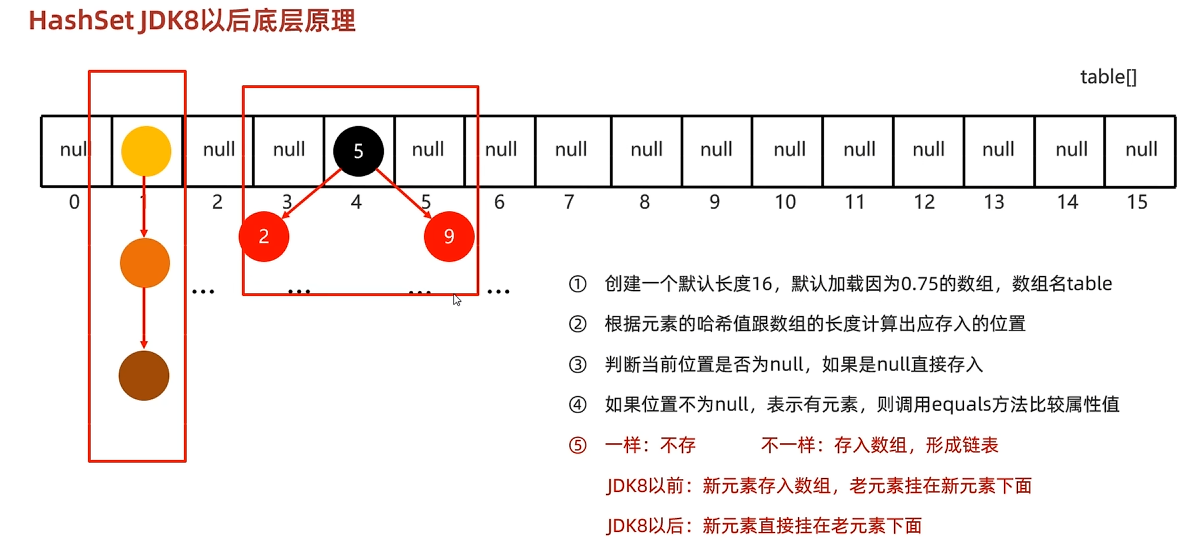 HashSet JDK8以后底层原理
table[]
null null null 5 null null null null null null null null null null null
0 1 2 3 4 5 6 7 8 9 10 11 12 13 14 15
2 9
... ... ... ...
① 创建一个默认长度16，默认加载因为0.75的数组，数组名table
② 根据元素的哈希值跟数组的长度计算出应存入的位置
③ 判断当前位置是否为null，如果是null直接存入
④ 如果位置不为null，表示有元素，则调用equals方法比较属性值
⑤ 一样：不存 不一样：存入数组，形成链表
JDK8以前：新元素存入数组，老元素挂在新元素下面
JDK8以后：新元素直接挂在老元素下面